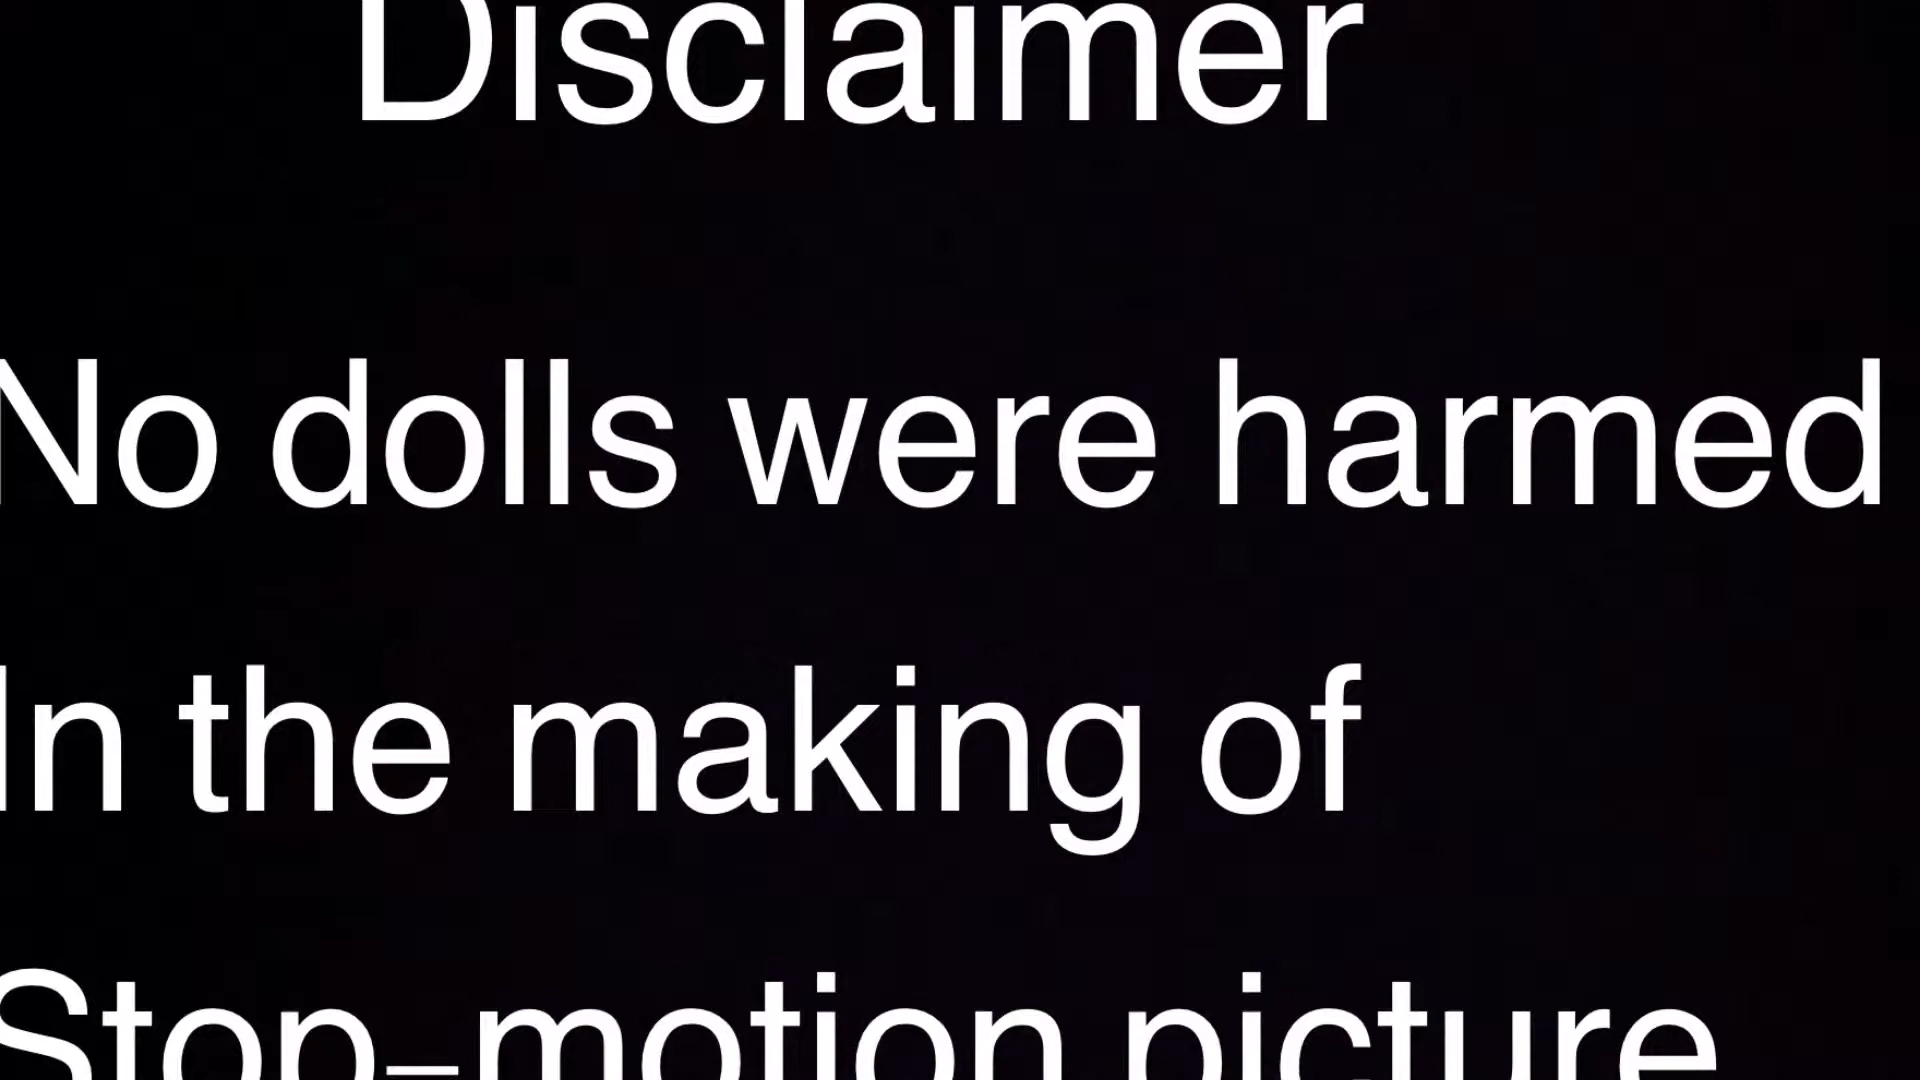 Disclaimer
No dolls were harmed
In the making of
Stop-motion picture